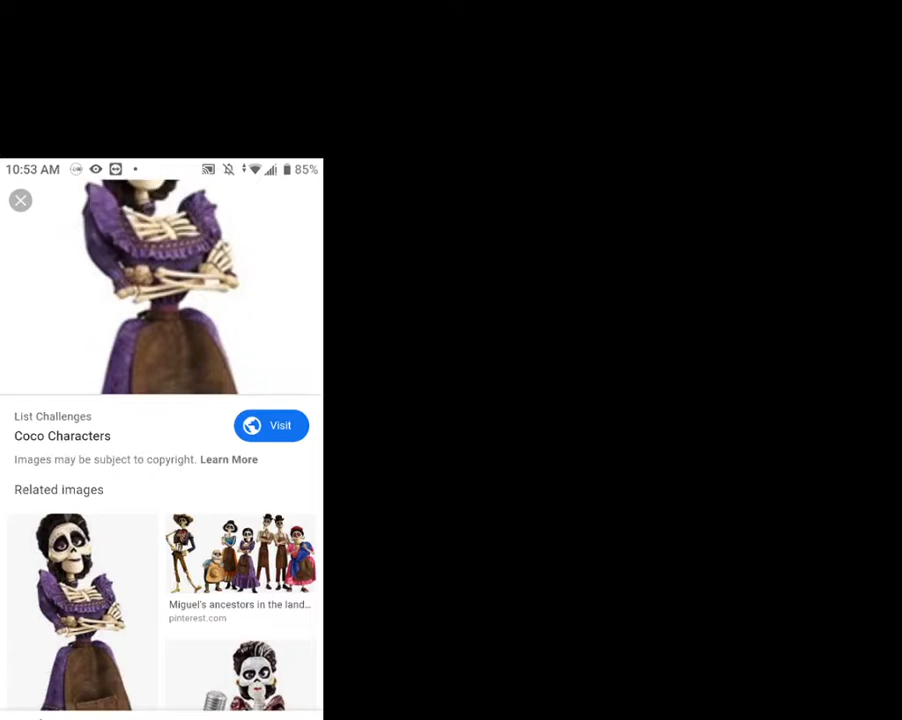 10:53 AM
85%
List Challenges
Coco Characters
Visit
Images may be subject to copyright. Learn More
Related images
Miguel's ancestors in the land...
pinterest.com